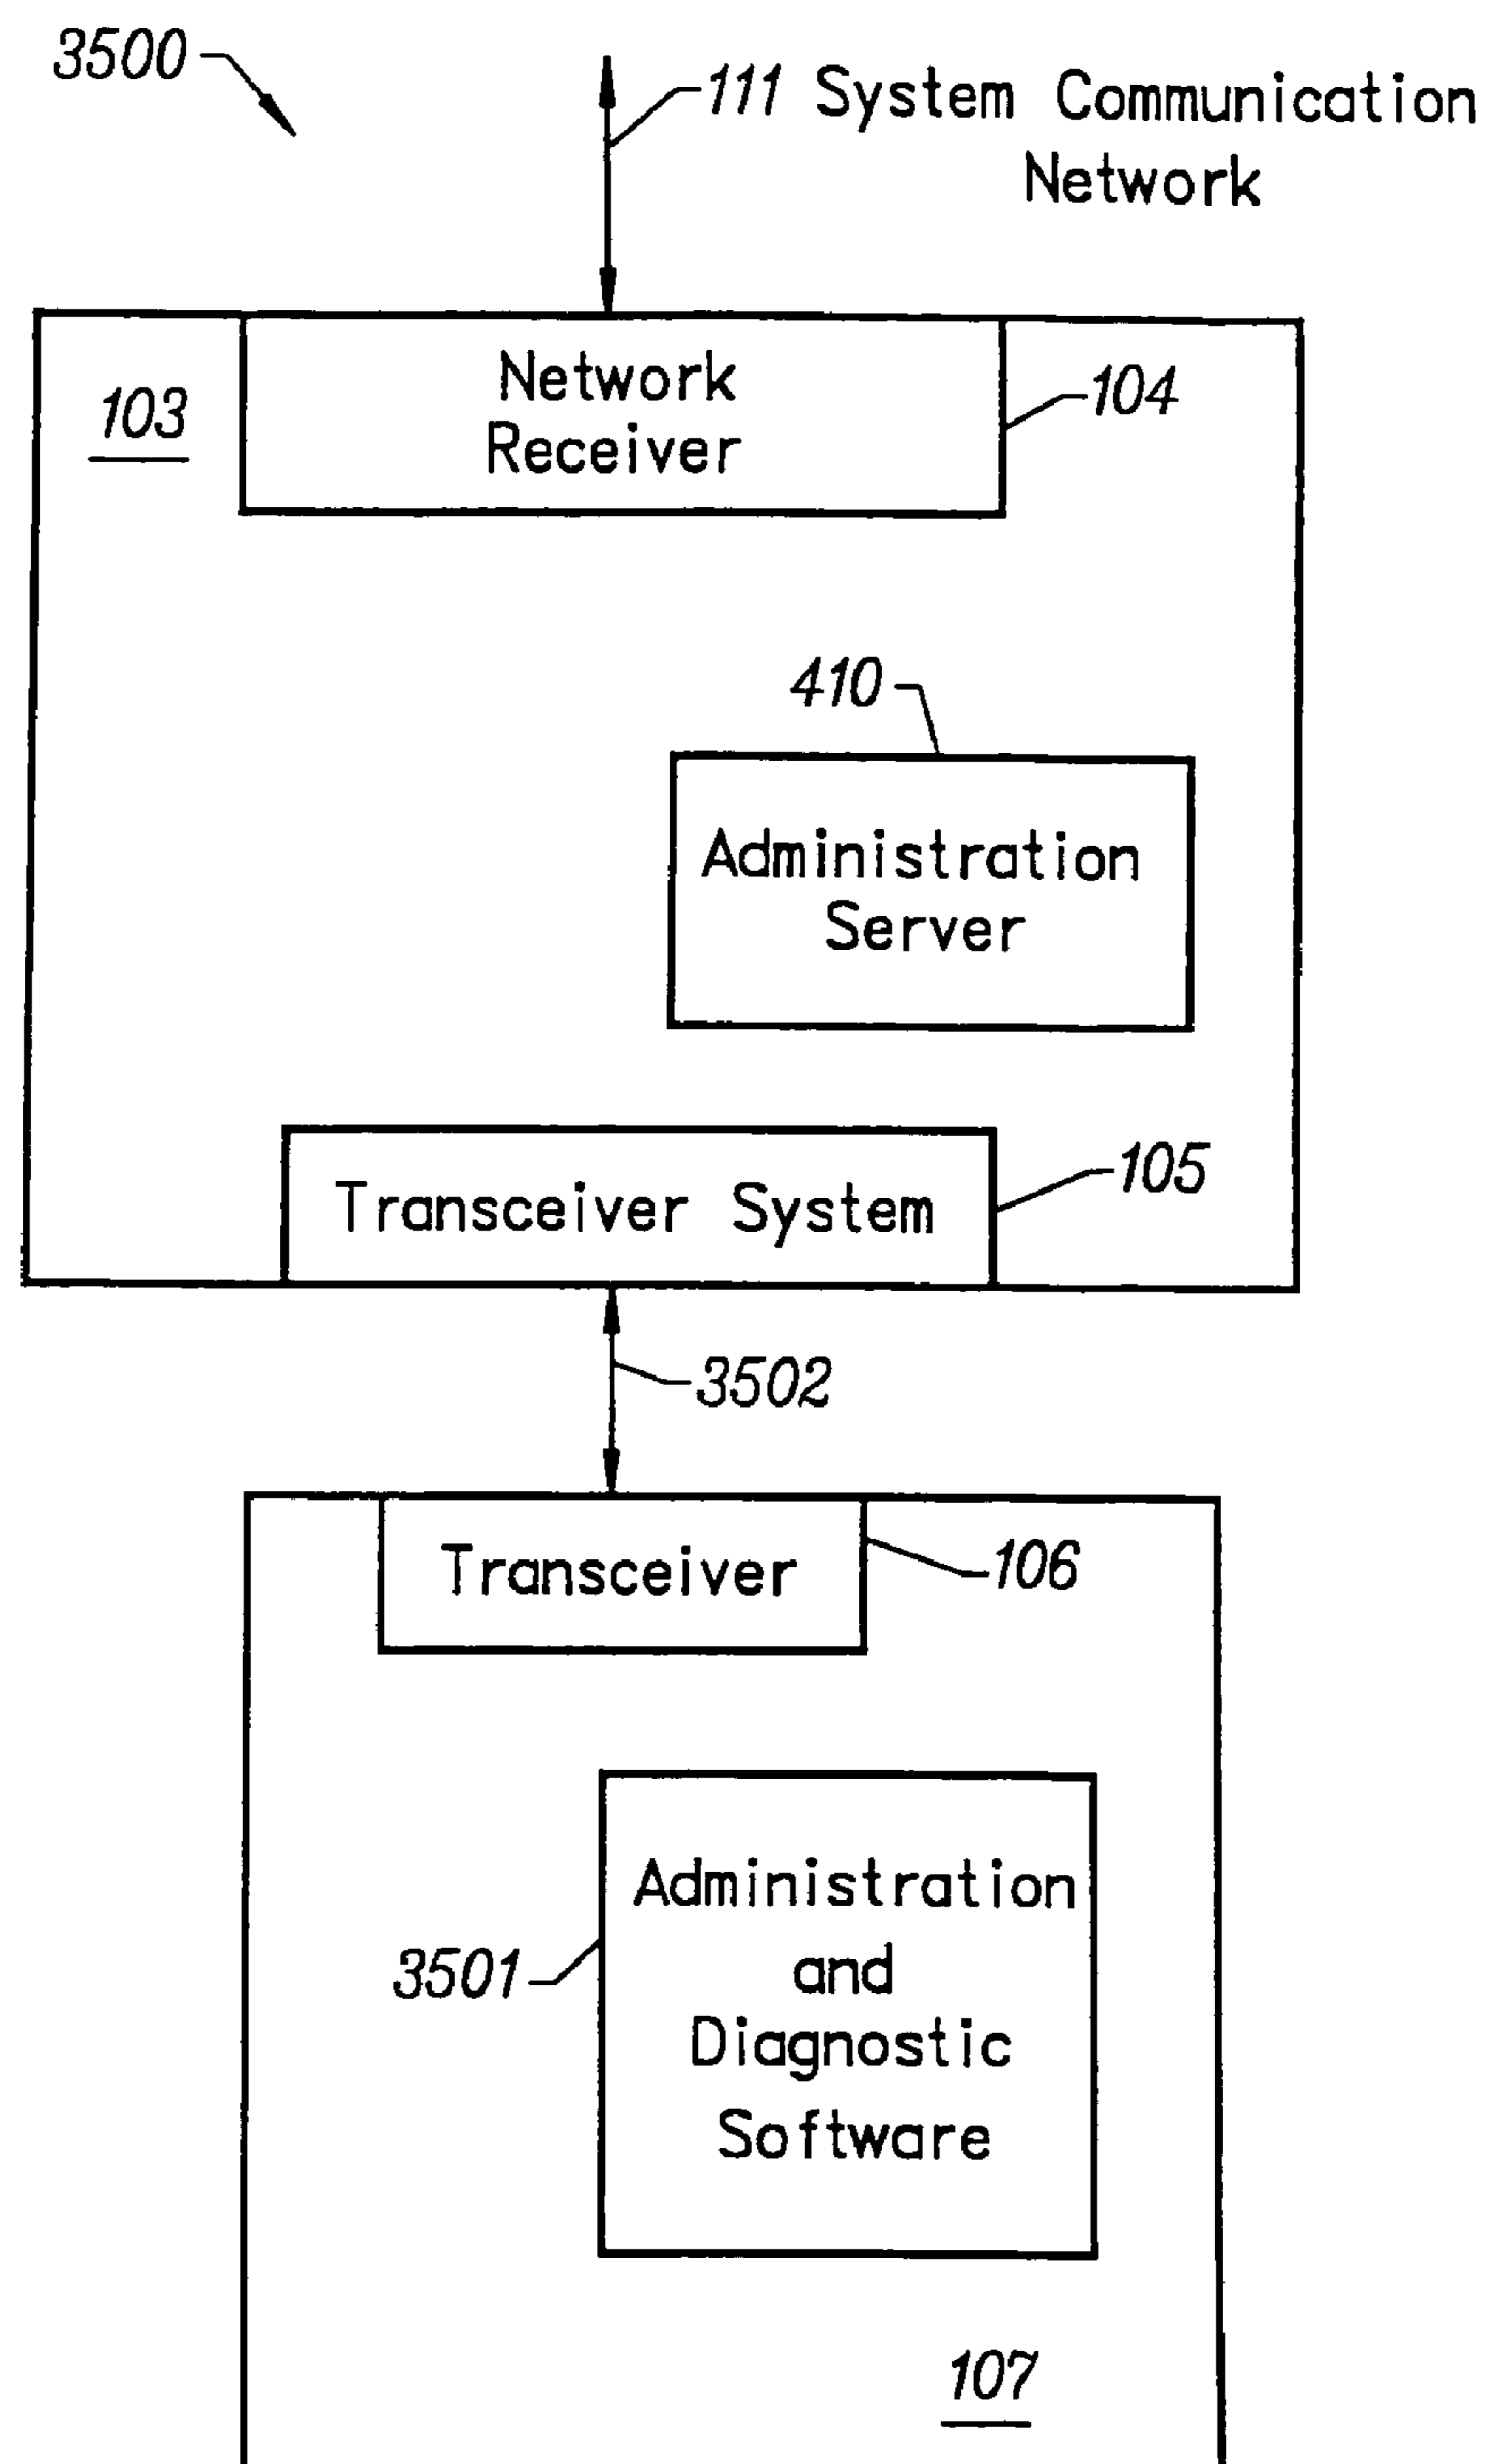 3500
111 System Communication
Network
103
Network
Receiver
104
410
Administration
Server
Transceiver System
105
3502
Transceiver
106
Administration
and
Diagnostic
Software
3501
107